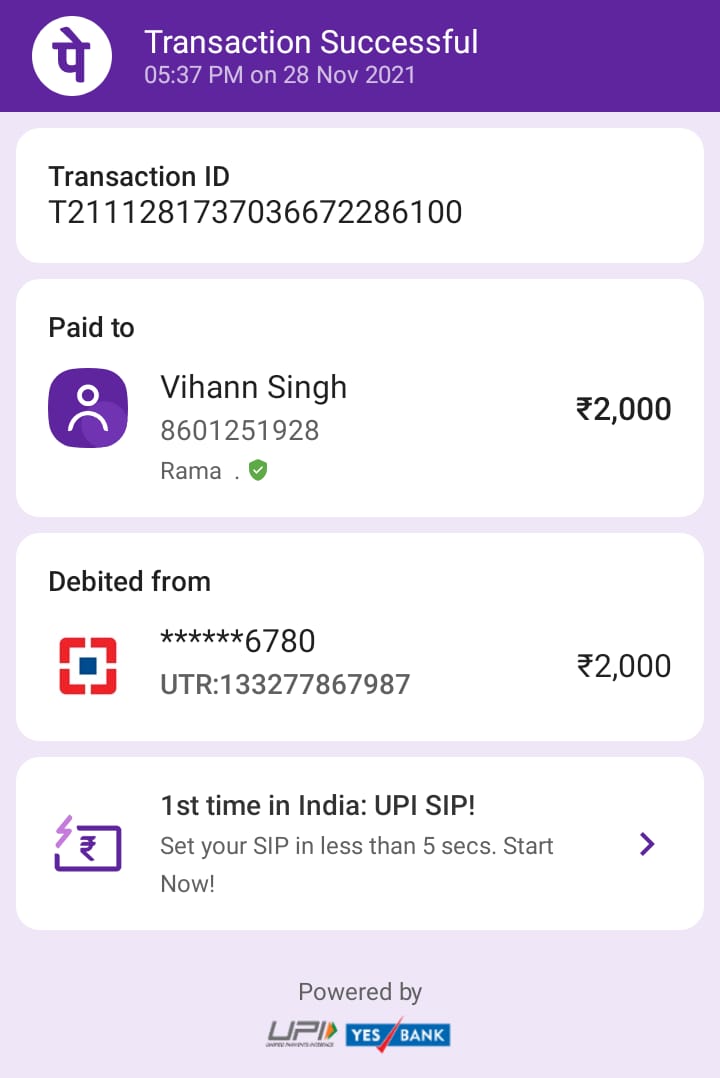 पे
Transaction Successful
05:37 PM on 28 Nov 2021
Transaction ID
T2111281737036672286100
Paid to
Vihann Singh
8601251928
₹2,000
Rama .
Debited from
******6780
UTR:133277867987
₹2,000
1st time in India: UPI SIP!
Set your SIP in less than 5 secs. Start
Now!
Powered by
UPI
UNIFIED PAYMENTS INTERFACE
YES BANK